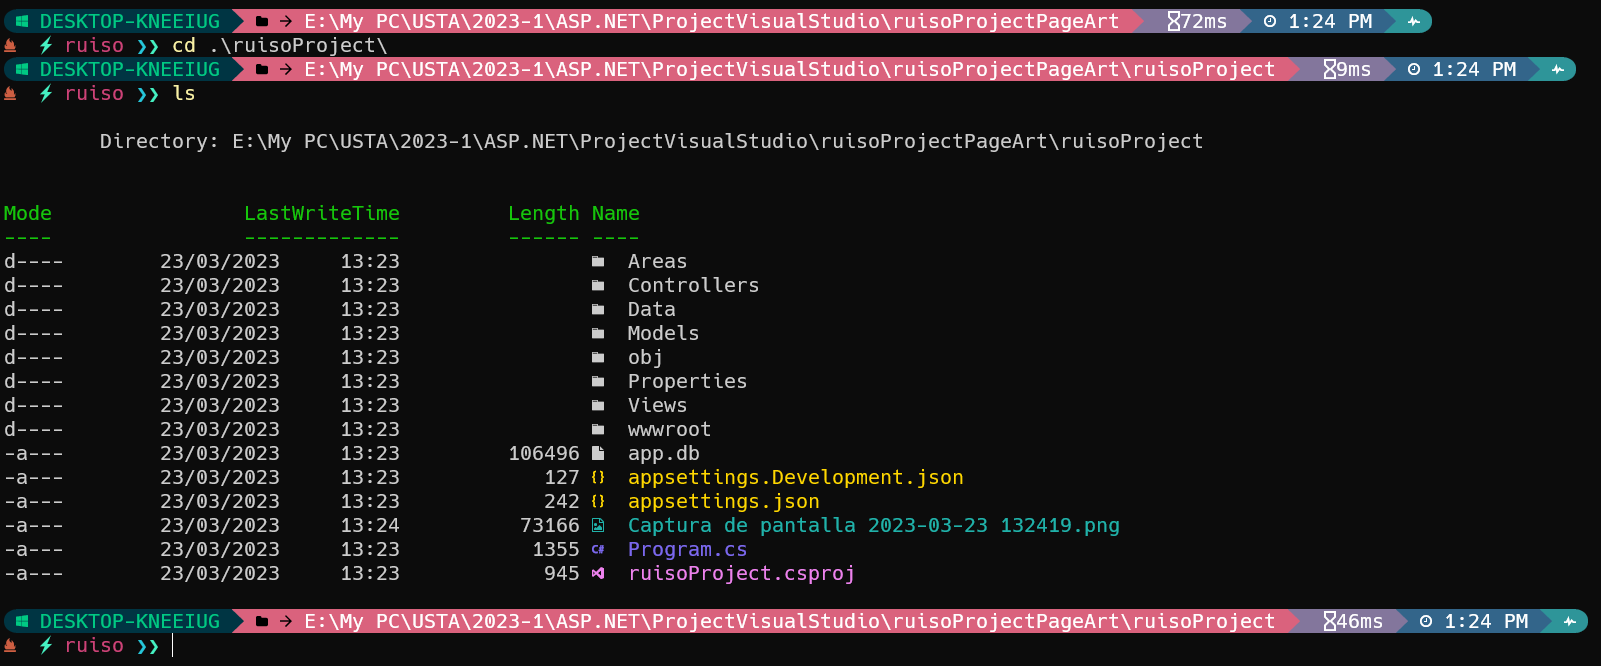 DESKTOP-KNEEIUG → E:\My PC\USTA\2023-1\ASP.NET\ProjectVisualStudio\ruisoProjectPageArt 72ms 1:24 PM
ruiso ❯❯ cd .\ruisoProject\
DESKTOP-KNEEIUG → E:\My PC\USTA\2023-1\ASP.NET\ProjectVisualStudio\ruisoProjectPageArt\ruisoProject 9ms 1:24 PM
ruiso ❯❯ ls
Directory: E:\My PC\USTA\2023-1\ASP.NET\ProjectVisualStudio\ruisoProjectPageArt\ruisoProject
Mode LastWriteTime Length Name
---- ------------- ------ ----
d---- 23/03/2023 13:23 Areas
d---- 23/03/2023 13:23 Controllers
d---- 23/03/2023 13:23 Data
d---- 23/03/2023 13:23 Models
d---- 23/03/2023 13:23 obj
d---- 23/03/2023 13:23 Properties
d---- 23/03/2023 13:23 Views
d---- 23/03/2023 13:23 wwwroot
-a--- 23/03/2023 13:23 106496 app.db
-a--- 23/03/2023 13:23 127 {} appsettings.Development.json
-a--- 23/03/2023 13:23 242 {} appsettings.json
-a--- 23/03/2023 13:24 73166 Captura de pantalla 2023-03-23 132419.png
-a--- 23/03/2023 13:23 1355 C# Program.cs
-a--- 23/03/2023 13:23 945 ruisoProject.csproj
DESKTOP-KNEEIUG → E:\My PC\USTA\2023-1\ASP.NET\ProjectVisualStudio\ruisoProjectPageArt\ruisoProject 46ms 1:24 PM
ruiso ❯❯